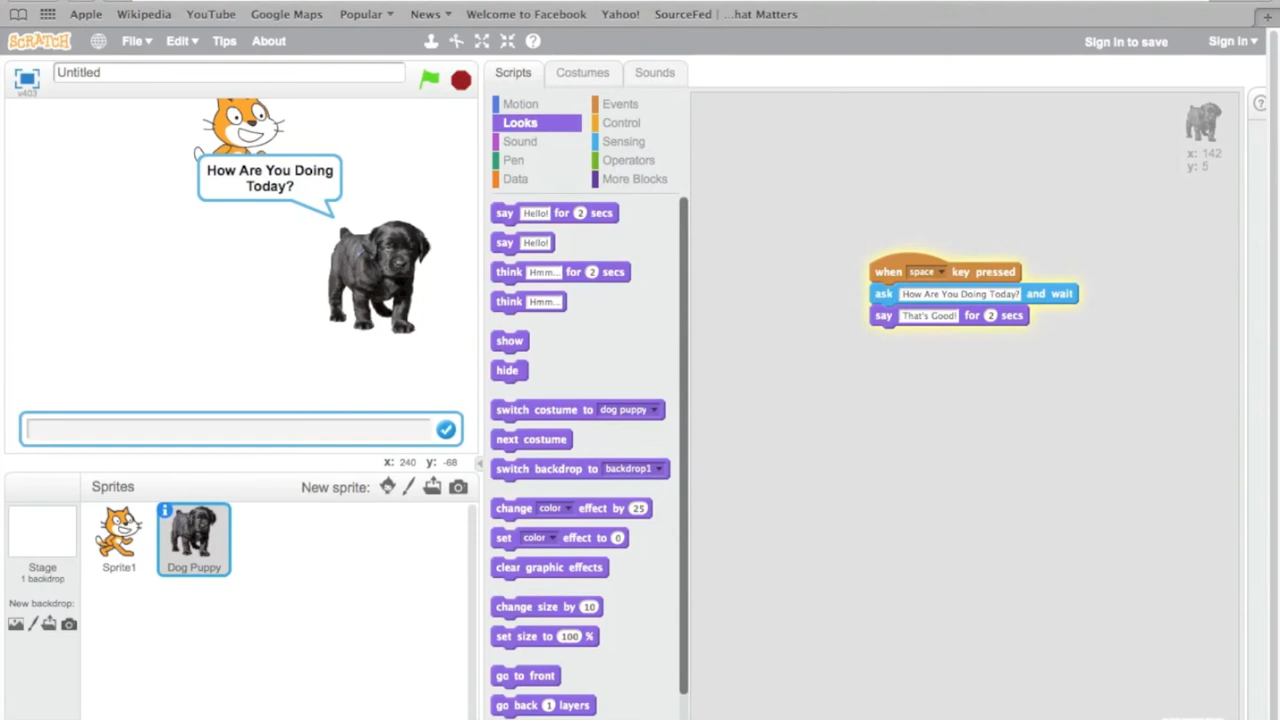 Apple Wikipedia YouTube Google Maps Popular News Welcome to Facebook Yahoo! SourceFed | ...hat Matters
SCRATCH File Edit Tips About Sign in to save Sign in
v403
Untitled
Scripts Costumes Sounds
Motion Events
Looks Control
Sound Sensing
Pen Operators
Data More Blocks
x: 142
y: 5
How Are You Doing
Today?
say Hello! for 2 secs
say Hello!
think Hmm... for 2 secs
think Hmm...
show
hide
switch costume to dog puppy
next costume
switch backdrop to backdrop1
change color effect by 25
set color effect to 0
clear graphic effects
change size by 10
set size to 100 %
go to front
go back 1 layers
when space key pressed
ask How Are You Doing Today? and wait
say That's Good! for 2 secs
x: 240 y: -68
Sprites New sprite:
Stage
1 backdrop
New backdrop:
Sprite1
Dog Puppy